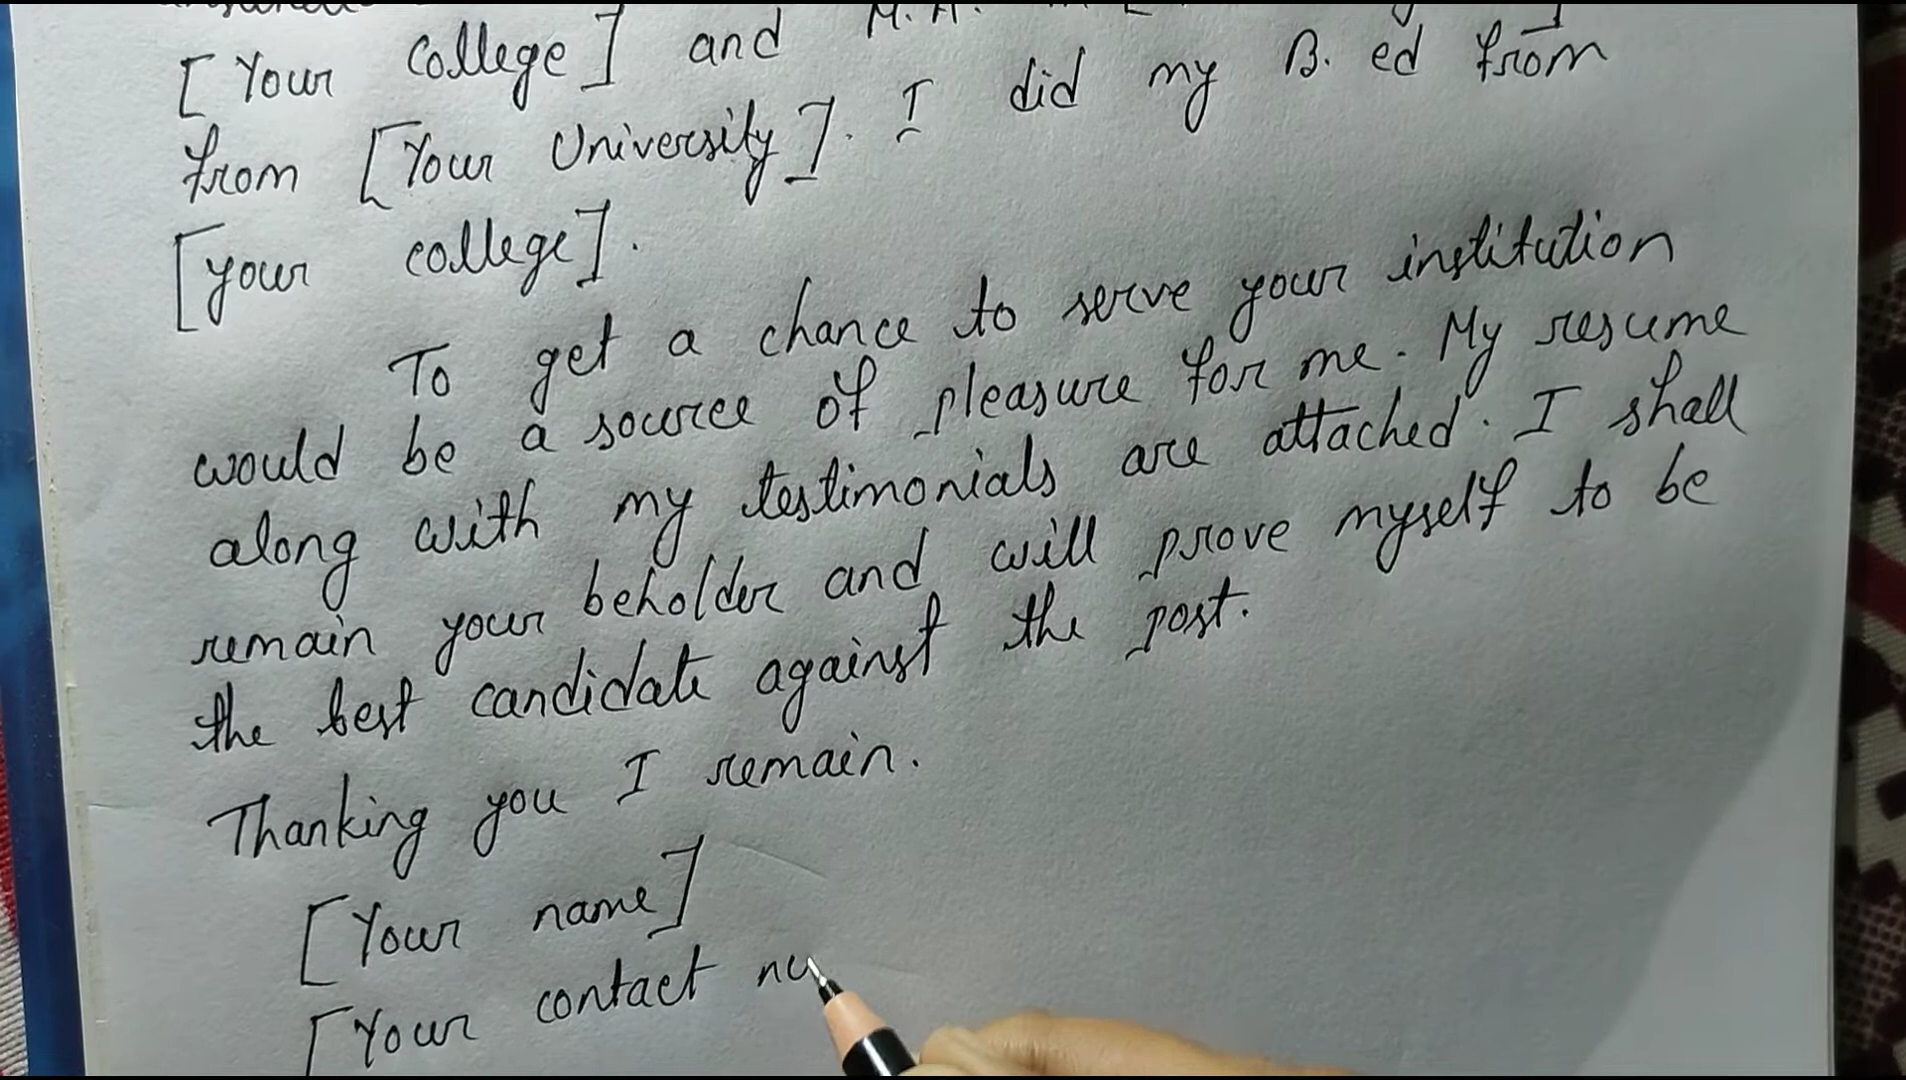 [Your College] and M.A.
from [Your University]. I did my B. ed from
[your college].
To get a chance to serve your institution
would be a source of pleasure for me. My resume
along with my testimonials are attached. I shall
remain your beholder and will prove myself to be
the best candidate against the post.
Thanking you I remain.
[Your name]
[Your contact nu